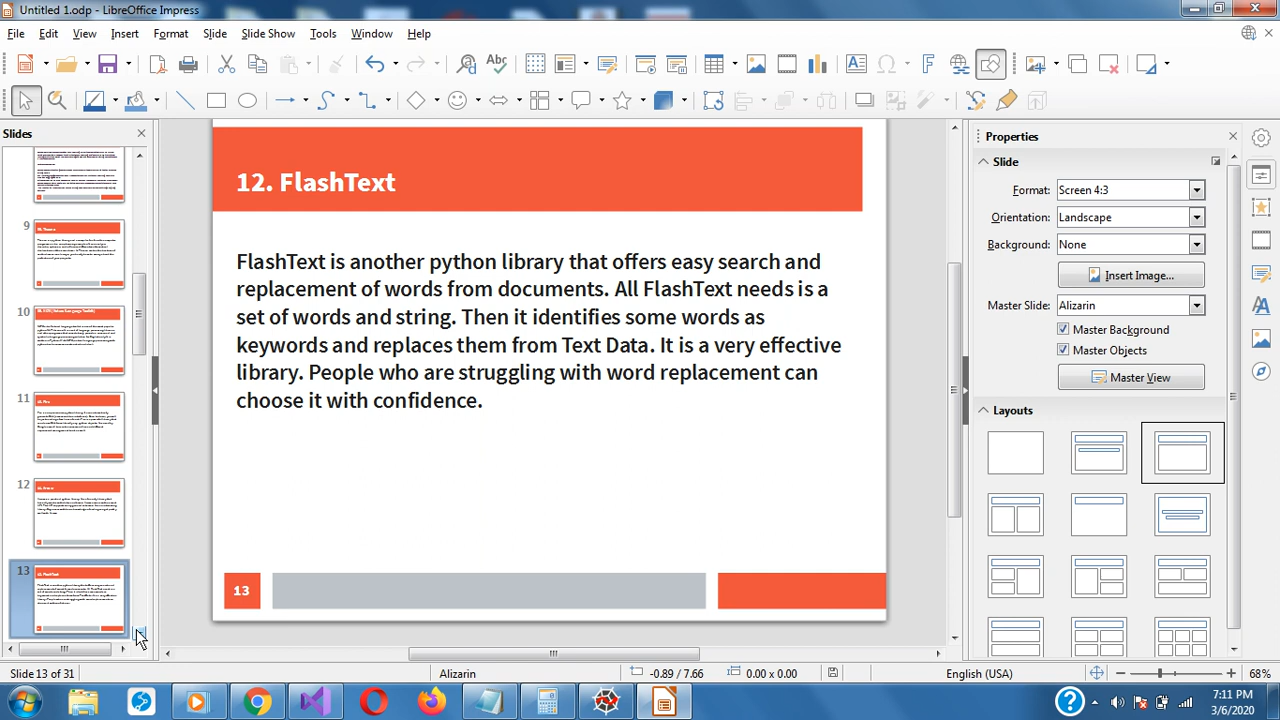 Untitled 1.odp - LibreOffice Impress
File Edit View Insert Format Slide Slide Show Tools Window Help
Abc
Slides
9
10
11
12
13
12. FlashText
FlashText is another python library that offers easy search and
replacement of words from documents. All FlashText needs is a
set of words and string. Then it identifies some words as
keywords and replaces them from Text Data. It is a very effective
library. People who are struggling with word replacement can
choose it with confidence.
13
Properties
Slide
Format: Screen 4:3
Orientation: Landscape
Background: None
Insert Image...
Master Slide: Alizarin
Master Background
Master Objects
Master View
Layouts
Slide 13 of 31 Alizarin -0.89 / 7.66 0.00 x 0.00 English (USA) 68%
7:11 PM
3/6/2020